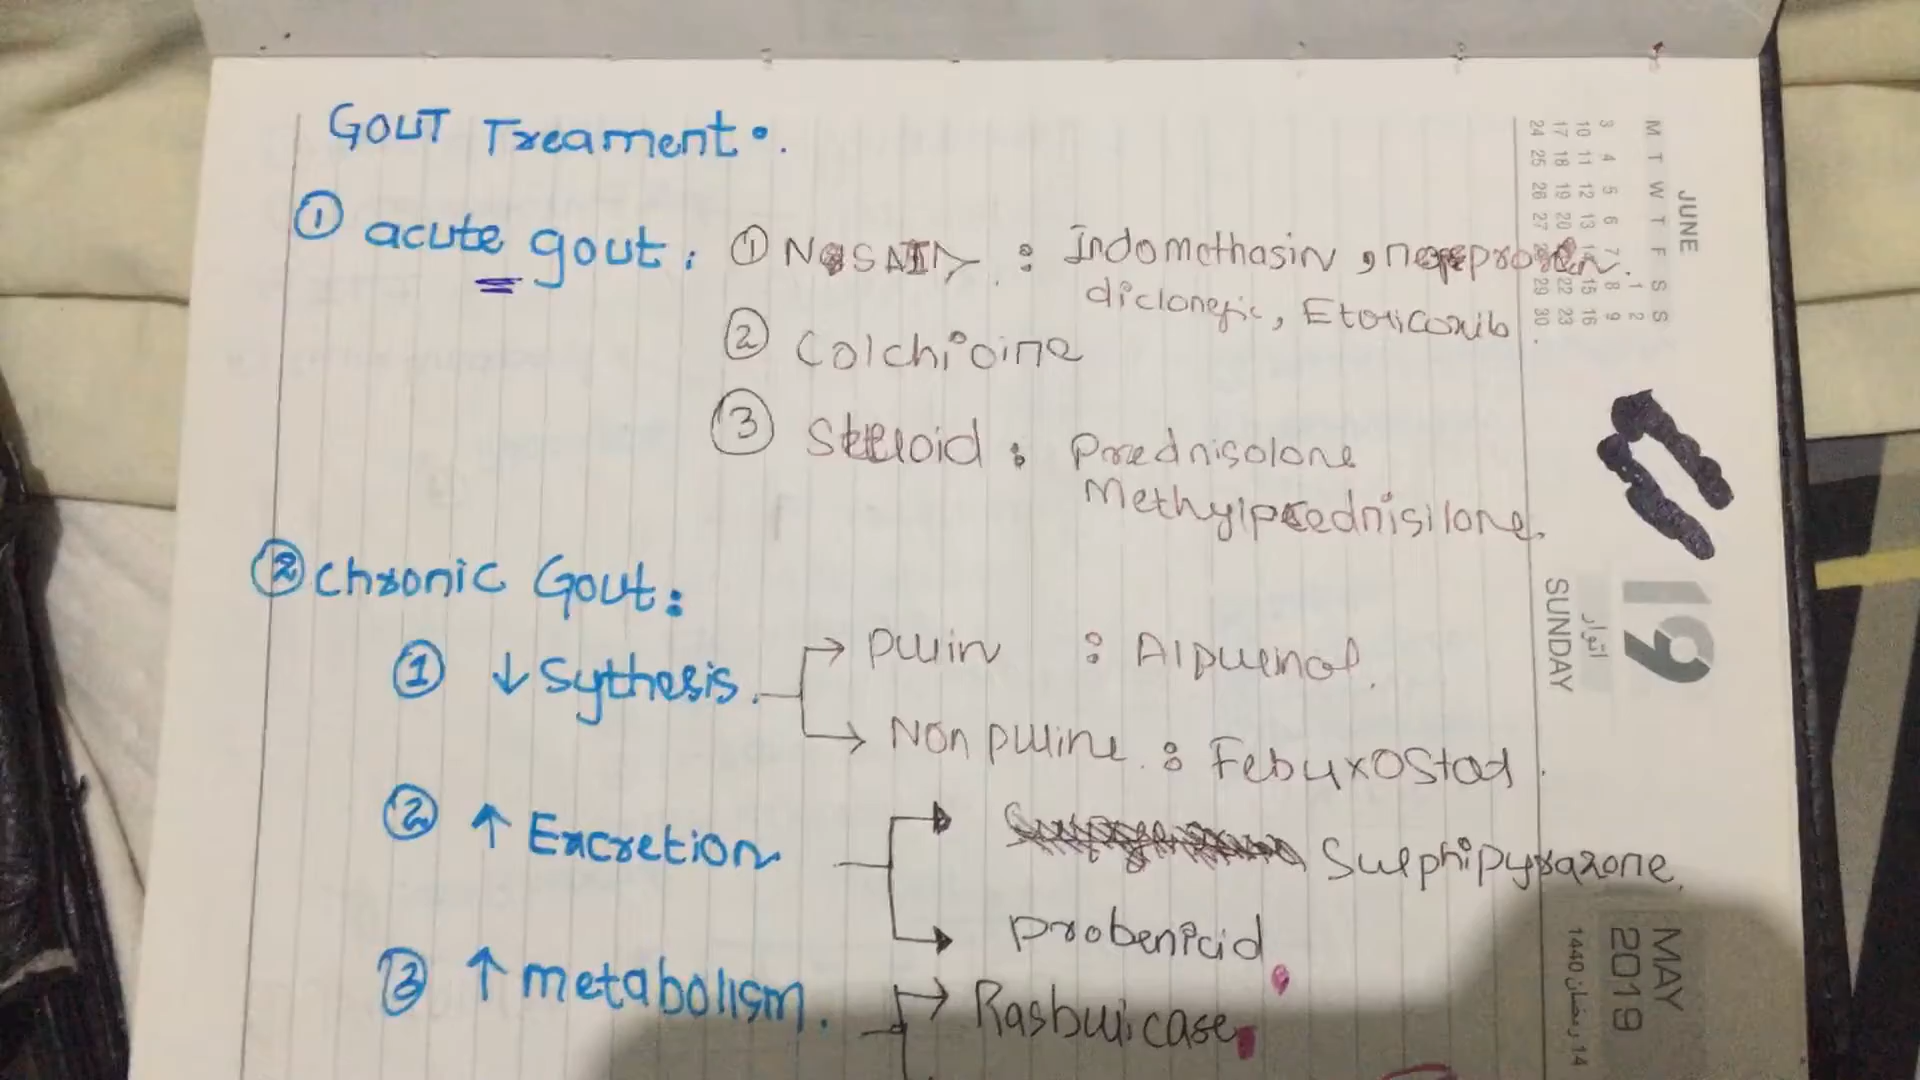 GOUT Treament :.
① acute gout : ① NSAID : Indomethasin, naproxen.
diclonefic, Etoricoxib.
② Colchicine
③ Steroid : Prednisolone
Methylprednisilone.
② Chronic Gout :
① ↓ Sythesis. → Purin : Alpurinol.
→ Non purine. : Febuxostad.
② ↑ Excretion → Sulphipyrazone.
→ Probenicid
③ ↑ metabolism. → Rasburicase.
JUNE
M 3 10 17 24
T 4 11 18 25
W 5 12 19 26
T 6 13 20 27
F 7
S 1 8 15 22 29
S 2 9 16 23 30
19
اتوار
SUNDAY
MAY
2019
14 رمضان 1440